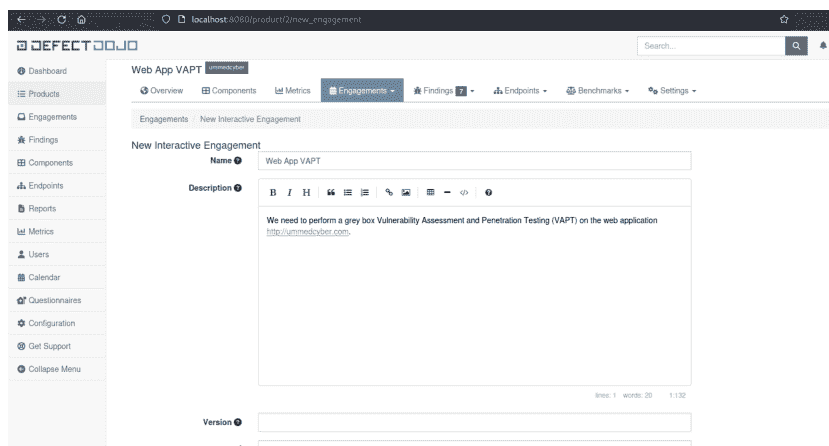 localhost:8080/product/2/new_engagement
DEFECTDOJO
Search...
Dashboard
Products
Engagements
Findings
Components
Endpoints
Reports
Metrics
Users
Calendar
Questionnaires
Configuration
Get Support
Collapse Menu
Web App VAPT ummedcyber
Overview Components Metrics Engagements Findings 7 Endpoints Benchmarks Settings
Engagements / New Interactive Engagement
New Interactive Engagement
Name
Web App VAPT
Description
B I H
We need to perform a grey box Vulnerability Assessment and Penetration Testing (VAPT) on the web application
http://ummedcyber.com.
lines: 1 words: 20 1:132
Version